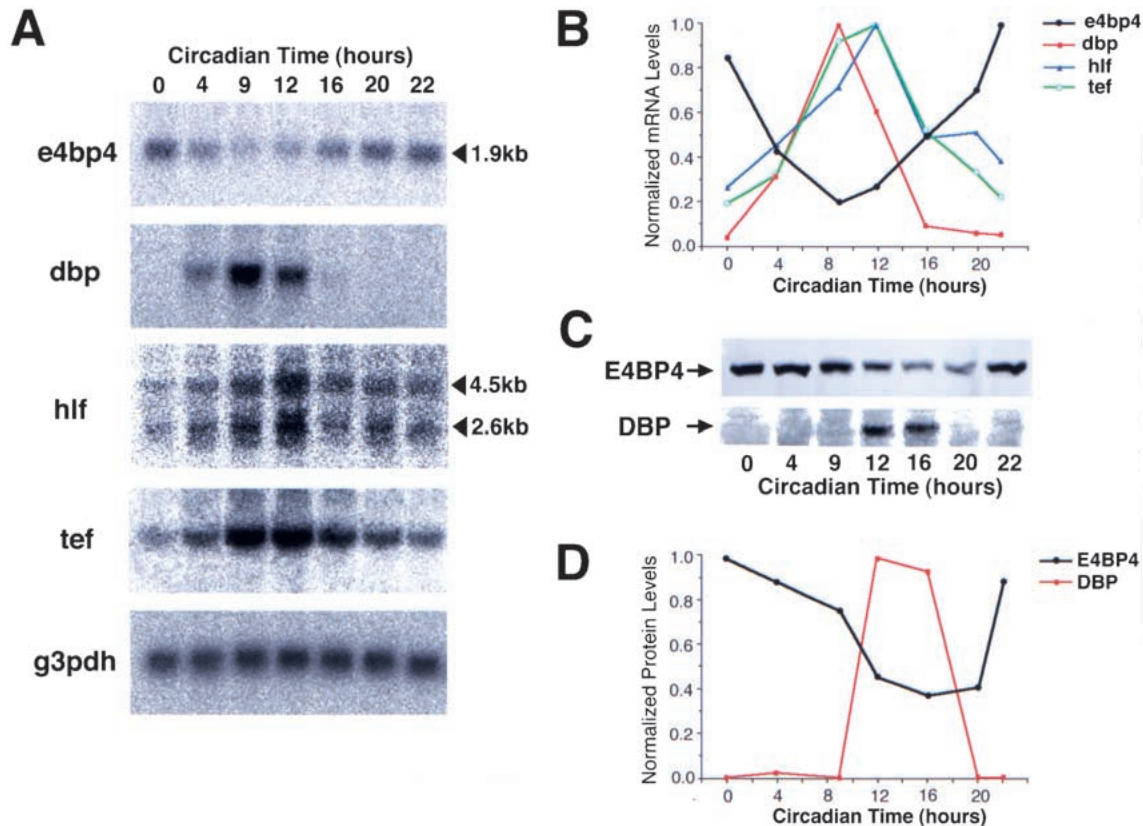 A
Circadian Time (hours)
0 4 9 12 16 20 22
e4bp4
1.9kb
dbp
hlf
4.5kb
2.6kb
tef
g3pdh
B
Normalized mRNA Levels
1.0
0.8
0.6
0.4
0.2
0.0
0 4 8 12 16 20
Circadian Time (hours)
e4bp4
dbp
hlf
tef
C
E4BP4
DBP
0 4 9 12 16 20 22
Circadian Time (hours)
D
Normalized Protein Levels
1.0
0.8
0.6
0.4
0.2
0.0
0 4 8 12 16 20
Circadian Time (hours)
E4BP4
DBP